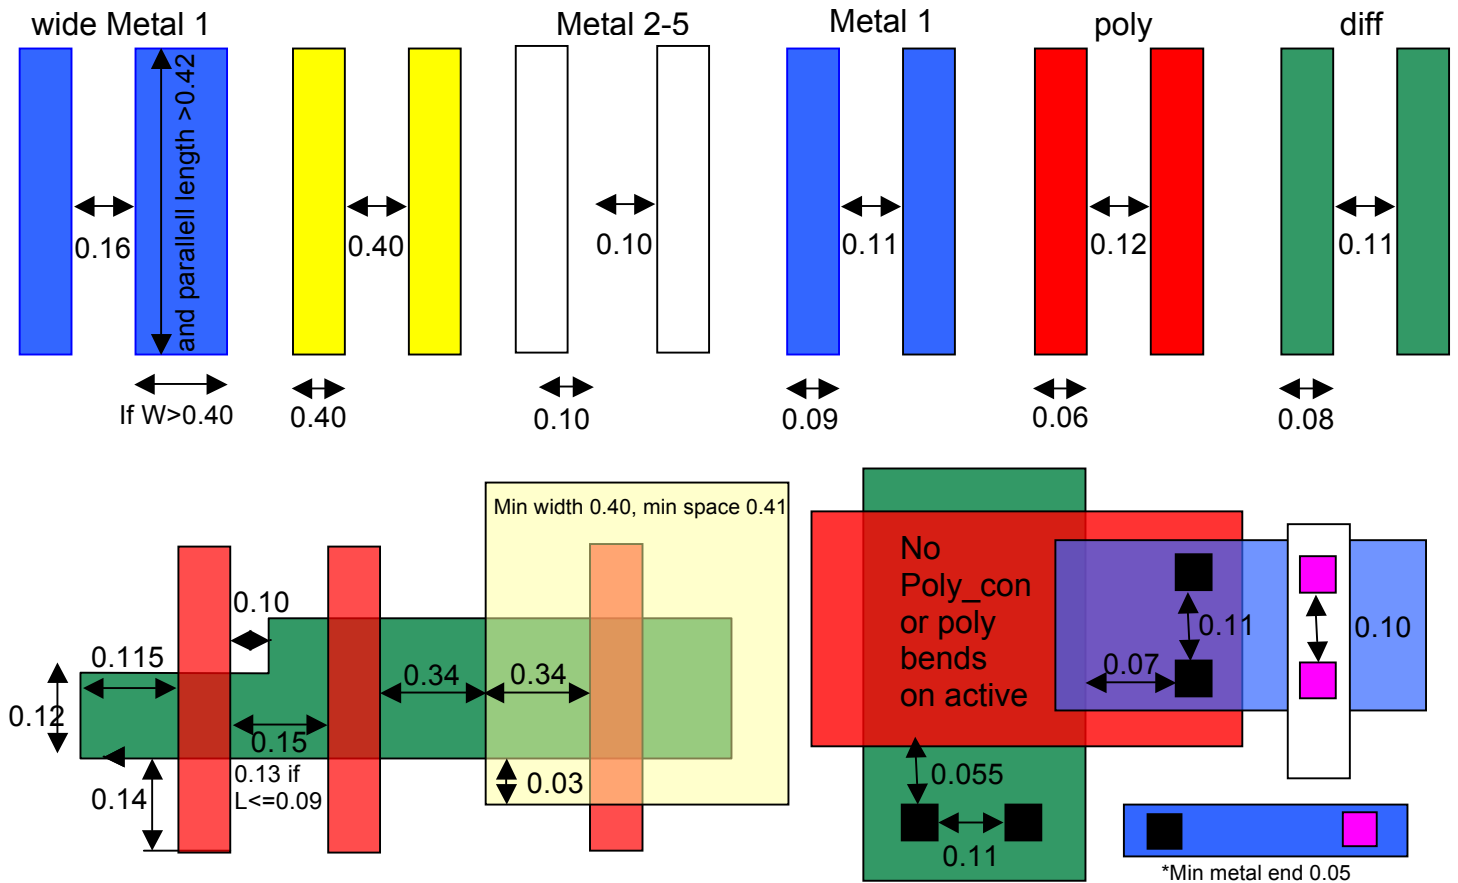 wide Metal 1
Metal 2-5
Metal 1
poly
diff
and parallell length >0.42
0.16
0.40
0.10
0.11
0.12
0.11
If W>0.40
0.40
0.10
0.09
0.06
0.08
Min width 0.40, min space 0.41
0.10
0.115
0.12
0.34
0.34
0.15
0.13 if
L<=0.09
0.14
0.03
No
Poly_con
or poly
bends
on active
0.11
0.10
0.07
0.055
0.11
*Min metal end 0.05